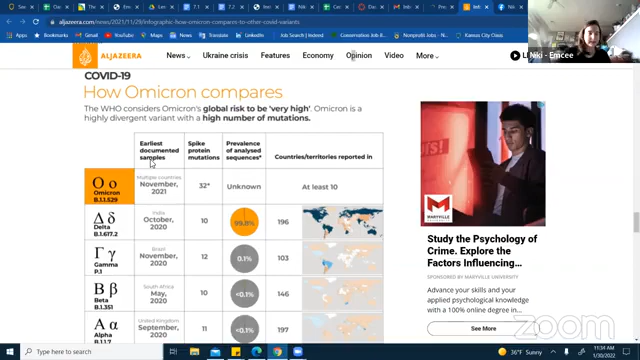 aljazeera.com/news/2021/11/29/infographic-how-omicron-compares-to-other-covid-variants
News Translate LinkedIn Job Search | Indeed Conservation Job B... Nonprofit Jobs | N... Kansas City Civic
Niki - Emcee
ALJAZEERA
News Ukraine crisis Features Economy Opinion Video More
COVID-19
How Omicron compares
The WHO considers Omicron's global risk to be 'very high'. Omicron is a
highly divergent variant with a high number of mutations.
Earliest documented samples
Spike protein mutations
Prevalence of analysed sequences*
Countries/territories reported in
Ο ο
Omicron
B.1.1.529
Multiple countries
November, 2021
32*
Unknown
At least 10
Δ δ
Delta
B.1.617.2
India
October, 2020
10
99.8%
196
Γ γ
Gamma
P.1
Brazil
November, 2020
12
0.1%
103
Β β
Beta
B.1.351
South Africa
May, 2020
10
<0.1%
146
Α α
Alpha
B.1.1.7
United Kingdom
September, 2020
11
<0.1%
197
MARYVILLE
UNIVERSITY
Study the Psychology of
Crime. Explore the
Factors Influencing...
SPONSORED BY MARYVILLE UNIVERSITY
Advance your skills and your
applied psychological knowledge
with a 100% online degree in...
See More
zoom
Type here to search
36°F Sunny
11:34 AM
1/30/2022